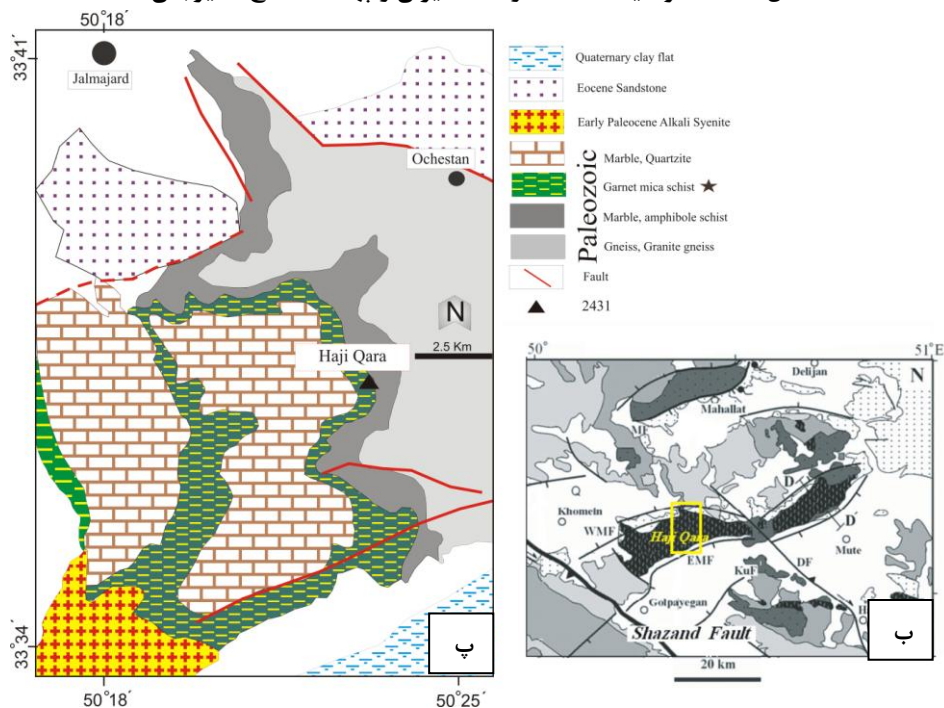 50°18´
33°41´
Jalmajard
Ochestan
N
2.5 Km
Haji Qara
33°34´
50°18´
50°25´
پ
Quaternary clay flat
Eocene Sandstone
Early Paleocene Alkali Syenite
Paleozoic
Marble, Quartzite
Garnet mica schist ★
Marble, amphibole schist
Gneiss, Granite gneiss
Fault
2431
50°
51°E
N
Delijan
Mahallat
Khomein
WMF
Haji Qara
EMF
D
D´
Mute
KuF
DF
Golpayegan
H
Shazand Fault
20 km
ب